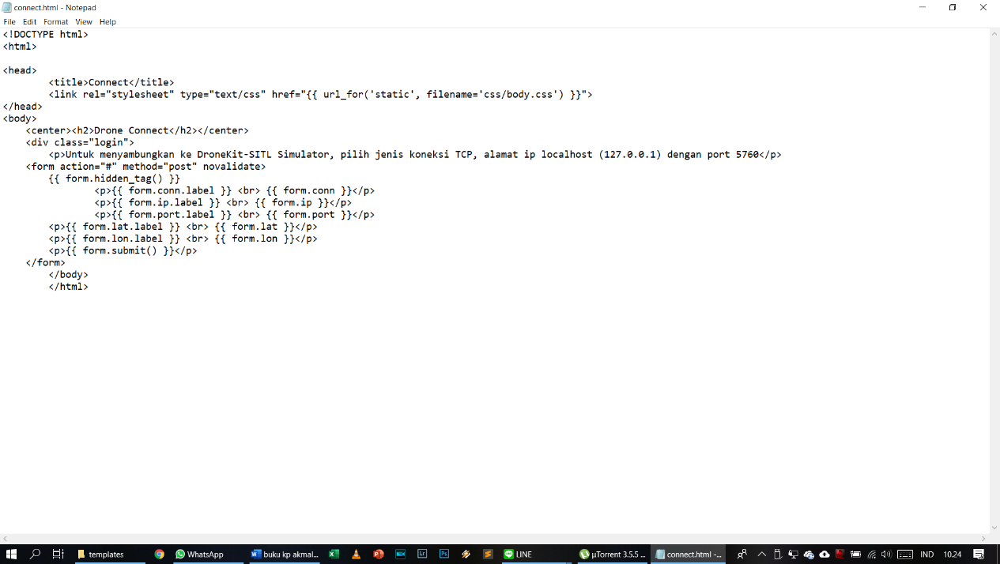 connect.html - Notepad
File Edit Format View Help
<!DOCTYPE html>
<html>
<head>
<title>Connect</title>
<link rel="stylesheet" type="text/css" href="{{ url_for('static', filename='css/body.css') }}">
</head>
<body>
<center><h2>Drone Connect</h2></center>
<div class="login">
<p>Untuk menyambungkan ke DroneKit-SITL Simulator, pilih jenis koneksi TCP, alamat ip localhost (127.0.0.1) dengan port 5760</p>
<form action="#" method="post" novalidate>
{{ form.hidden_tag() }}
<p>{{ form.conn.label }} <br> {{ form.conn }}</p>
<p>{{ form.ip.label }} <br> {{ form.ip }}</p>
<p>{{ form.port.label }} <br> {{ form.port }}</p>
<p>{{ form.lat.label }} <br> {{ form.lat }}</p>
<p>{{ form.lon.label }} <br> {{ form.lon }}</p>
<p>{{ form.submit() }}</p>
</form>
</body>
</html>
templates WhatsApp W buku kp akmal... X P Lr Ps S LINE µTorrent 3.5.5 ... connect.html -... IND 10.24